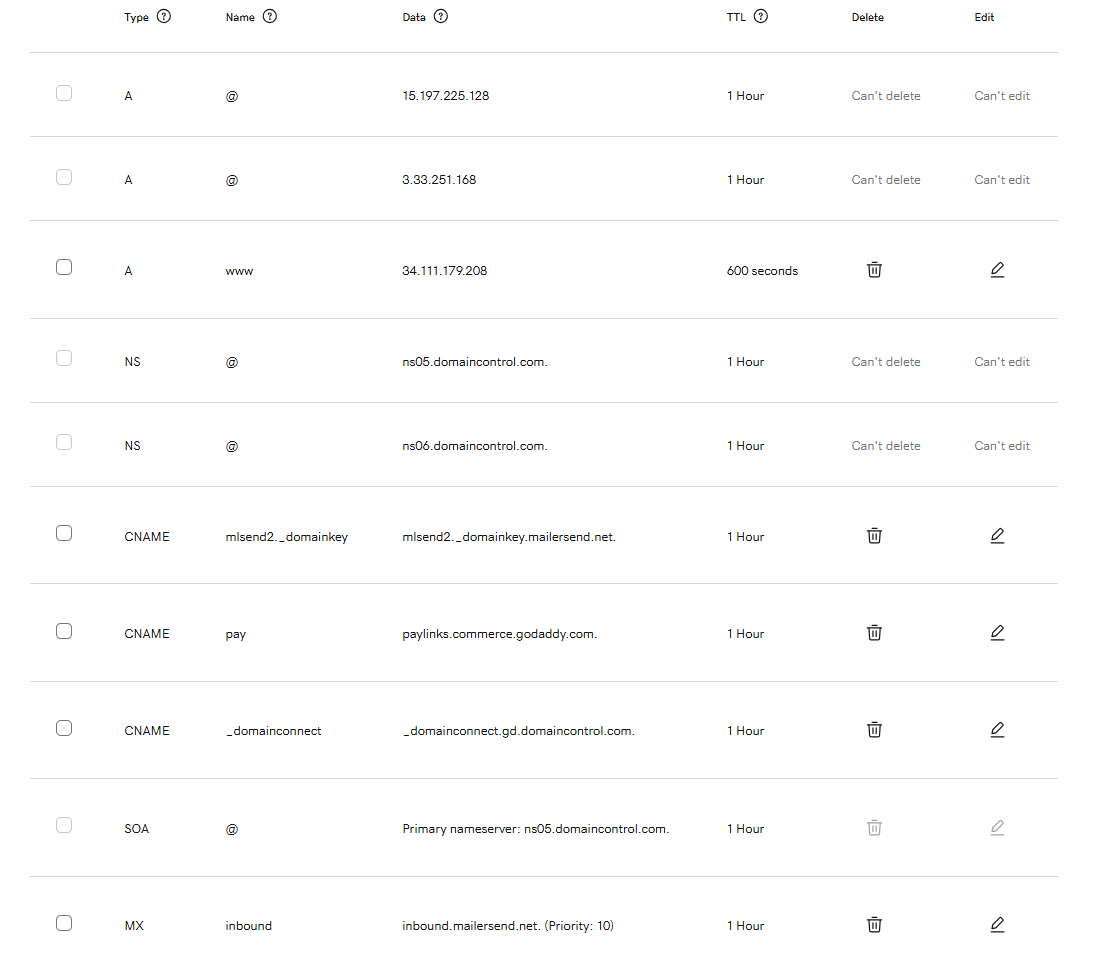 Type Name Data TTL Delete Edit
A @ 15.197.225.128 1 Hour Can't delete Can't edit
A @ 3.33.251.168 1 Hour Can't delete Can't edit
A www 34.111.179.208 600 seconds
NS @ ns05.domaincontrol.com. 1 Hour Can't delete Can't edit
NS @ ns06.domaincontrol.com. 1 Hour Can't delete Can't edit
CNAME mlsend2._domainkey mlsend2._domainkey.mailersend.net. 1 Hour
CNAME pay paylinks.commerce.godaddy.com. 1 Hour
CNAME _domainconnect _domainconnect.gd.domaincontrol.com. 1 Hour
SOA @ Primary nameserver: ns05.domaincontrol.com. 1 Hour
MX inbound inbound.mailersend.net. (Priority: 10) 1 Hour